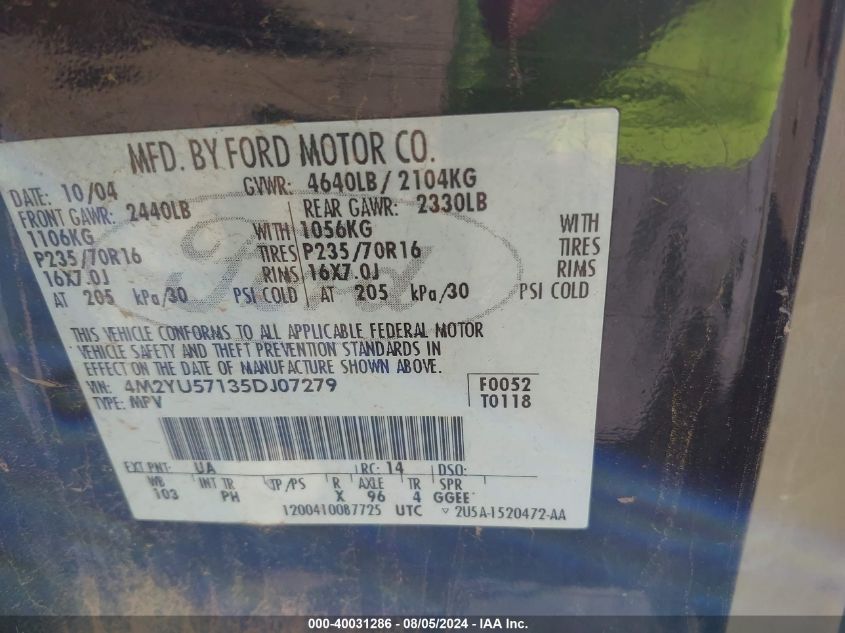 MFD. BY FORD MOTOR CO.
DATE: 10/04 GVWR: 4640LB/ 2104KG
FRONT GAWR: 2440LB REAR GAWR: 2330LB
1106KG WITH 1056KG WITH
P235/70R16 TIRES P235/70R16 TIRES
16X7.0J RIMS 16X7.0J RIMS
AT 205 kPa/30 PSI COLD AT 205 kPa/30 PSI COLD
Ford
THIS VEHICLE CONFORMS TO ALL APPLICABLE FEDERAL MOTOR
VEHICLE SAFETY AND THEFT PREVENTION STANDARDS IN
EFFECT ON THE DATE OF MANUFACTURE SHOWN ABOVE.
VIN: 4M2YU57135DJ07279 F0052
TYPE: MPV T0118
EXT PNT: UA RC: 14 DSO:
WB INT TR TP/PS R AXLE TR SPR
103 PH X 96 4 GGEE
1200410087725 UTC ▽ 2U5A-1520472-AA
000-40031286 - 08/05/2024 - IAA Inc.